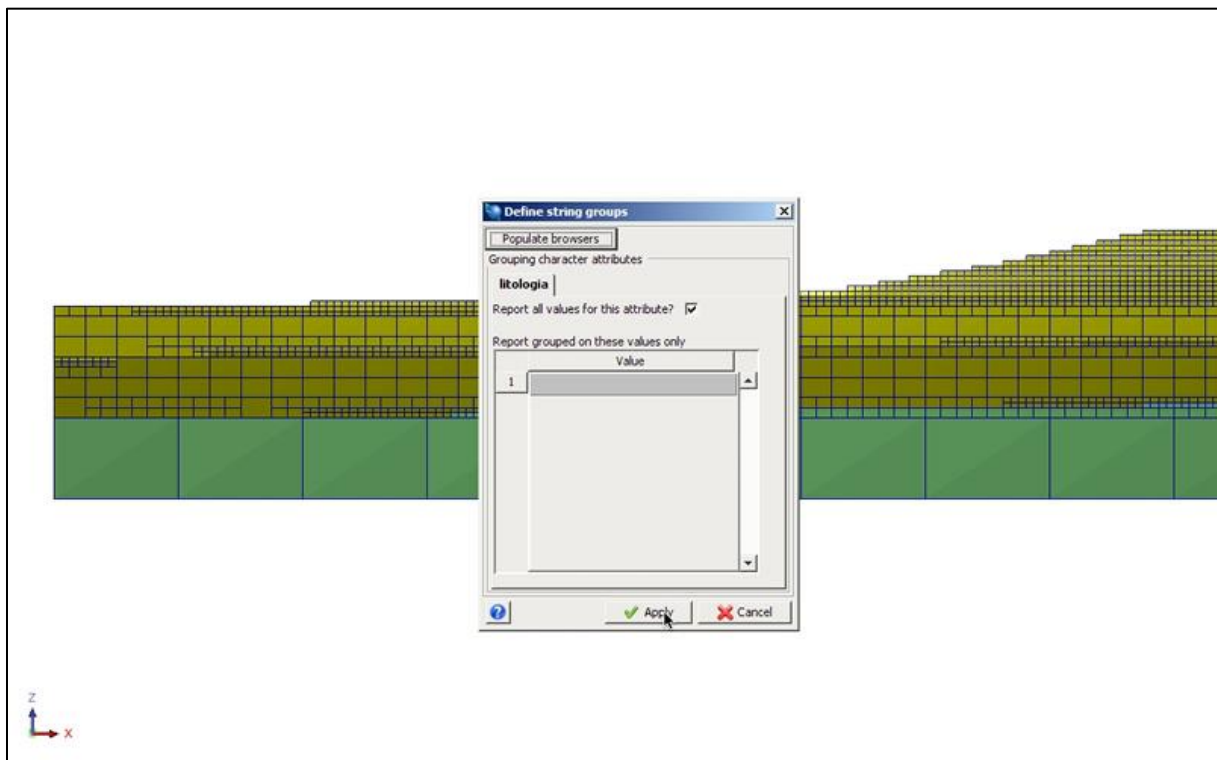 Define string groups
Populate browsers
Grouping character attributes
litologia
Report all values for this attribute?
Report grouped on these values only
Value
1
Apply
Cancel
Z
X